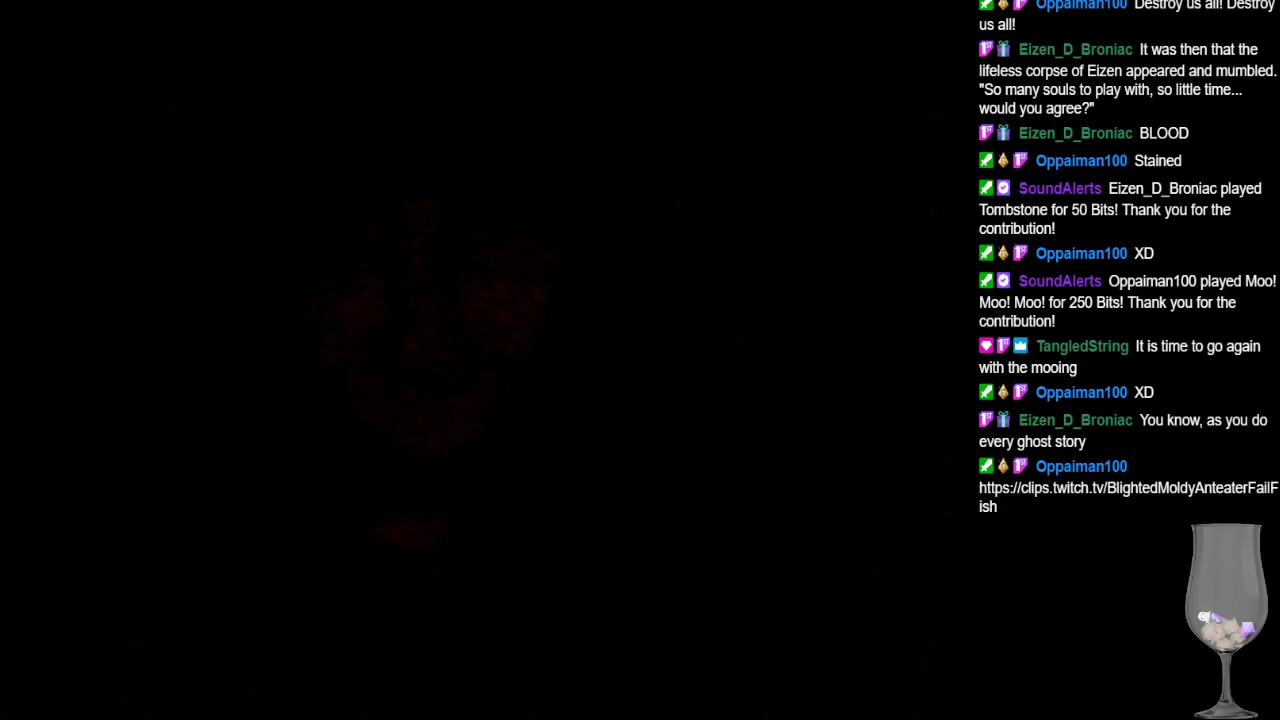 Oppaiman100 Destroy us all! Destroy
us all!
Eizen_D_Broniac It was then that the
lifeless corpse of Eizen appeared and mumbled.
"So many souls to play with, so little time...
would you agree?"
Eizen_D_Broniac BLOOD
Oppaiman100 Stained
SoundAlerts Eizen_D_Broniac played
Tombstone for 50 Bits! Thank you for the
contribution!
Oppaiman100 XD
SoundAlerts Oppaiman100 played Moo!
Moo! Moo! for 250 Bits! Thank you for the
contribution!
TangledString It is time to go again
with the mooing
Oppaiman100 XD
Eizen_D_Broniac You know, as you do
every ghost story
Oppaiman100
https://clips.twitch.tv/BlightedMoldyAnteaterFailF
ish